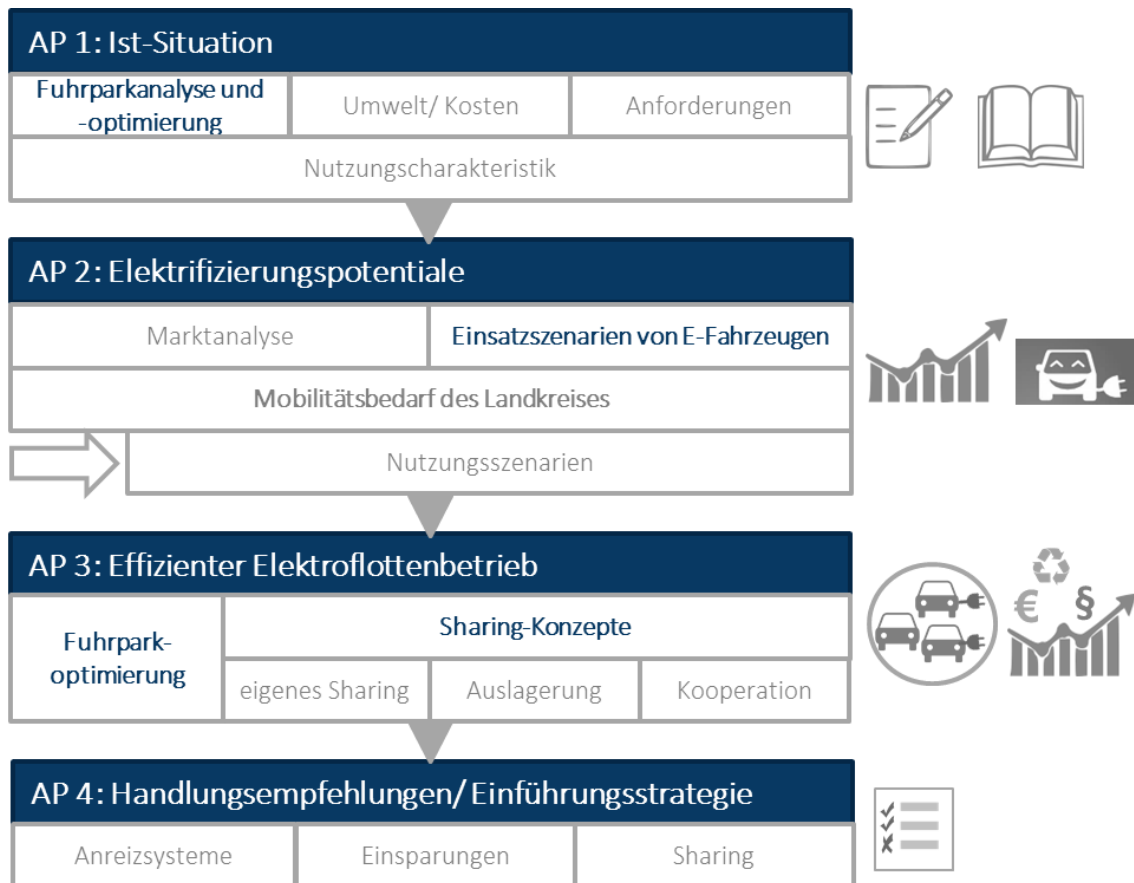 AP 1: Ist-Situation
Fuhrparkanalyse und
-optimierung
Umwelt/ Kosten
Anforderungen
Nutzungscharakteristik
AP 2: Elektrifizierungspotentiale
Marktanalyse
Einsatzszenarien von E-Fahrzeugen
Mobilitätsbedarf des Landkreises
Nutzungsszenarien
AP 3: Effizienter Elektroflottenbetrieb
Fuhrpark-
optimierung
Sharing-Konzepte
eigenes Sharing
Auslagerung
Kooperation
€ §
AP 4: Handlungsempfehlungen/ Einführungsstrategie
Anreizsysteme
Einsparungen
Sharing